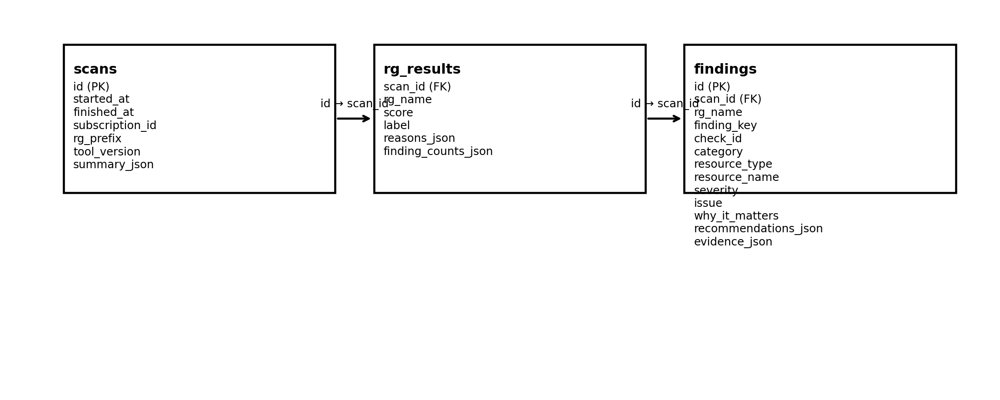 scans
id (PK)
started_at
finished_at
subscription_id
rg_prefix
tool_version
summary_json
id → scan_id
rg_results
scan_id (FK)
rg_name
score
label
reasons_json
finding_counts_json
id → scan_id
findings
id (PK)
scan_id (FK)
rg_name
finding_key
check_id
category
resource_type
resource_name
severity
issue
why_it_matters
recommendations_json
evidence_json